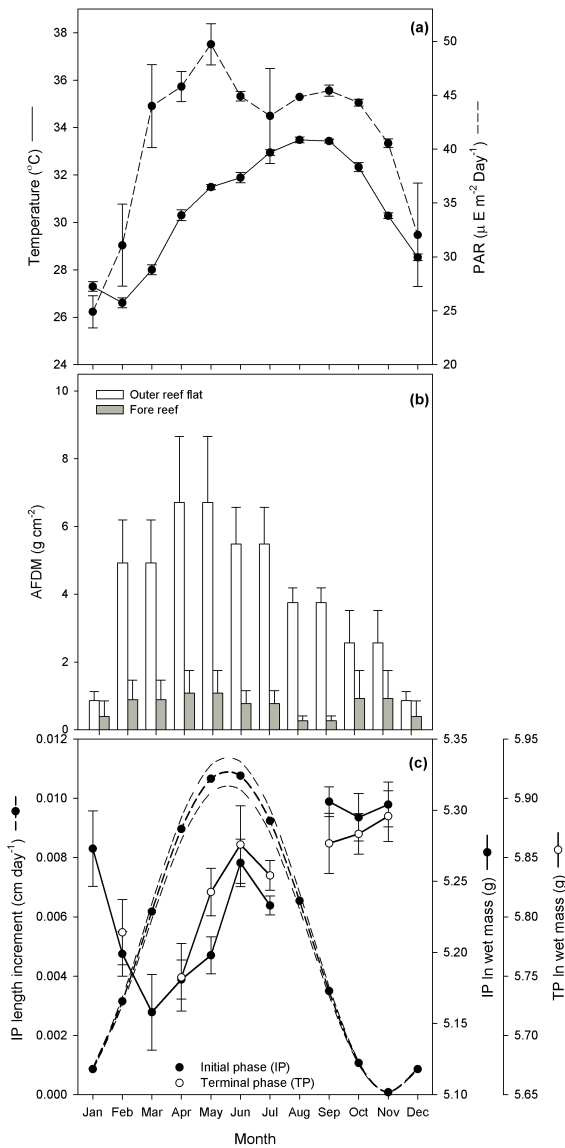 (a)
38
36
34
32
30
28
26
24
Temperature (°C)
50
45
40
35
30
25
20
PAR (μ E m-2 Day-1)
(b)
Outer reef flat
Fore reef
10
8
6
4
2
0
AFDM (g cm-2)
(c)
0.012
0.010
0.008
0.006
0.004
0.002
0.000
IP length increment (cm day-1)
5.35
5.30
5.25
5.20
5.15
5.10
IP ln wet mass (g)
5.95
5.90
5.85
5.80
5.75
5.70
5.65
TP ln wet mass (g)
Initial phase (IP)
Terminal phase (TP)
Jan Feb Mar Apr May Jun Jul Aug Sep Oct Nov Dec
Month